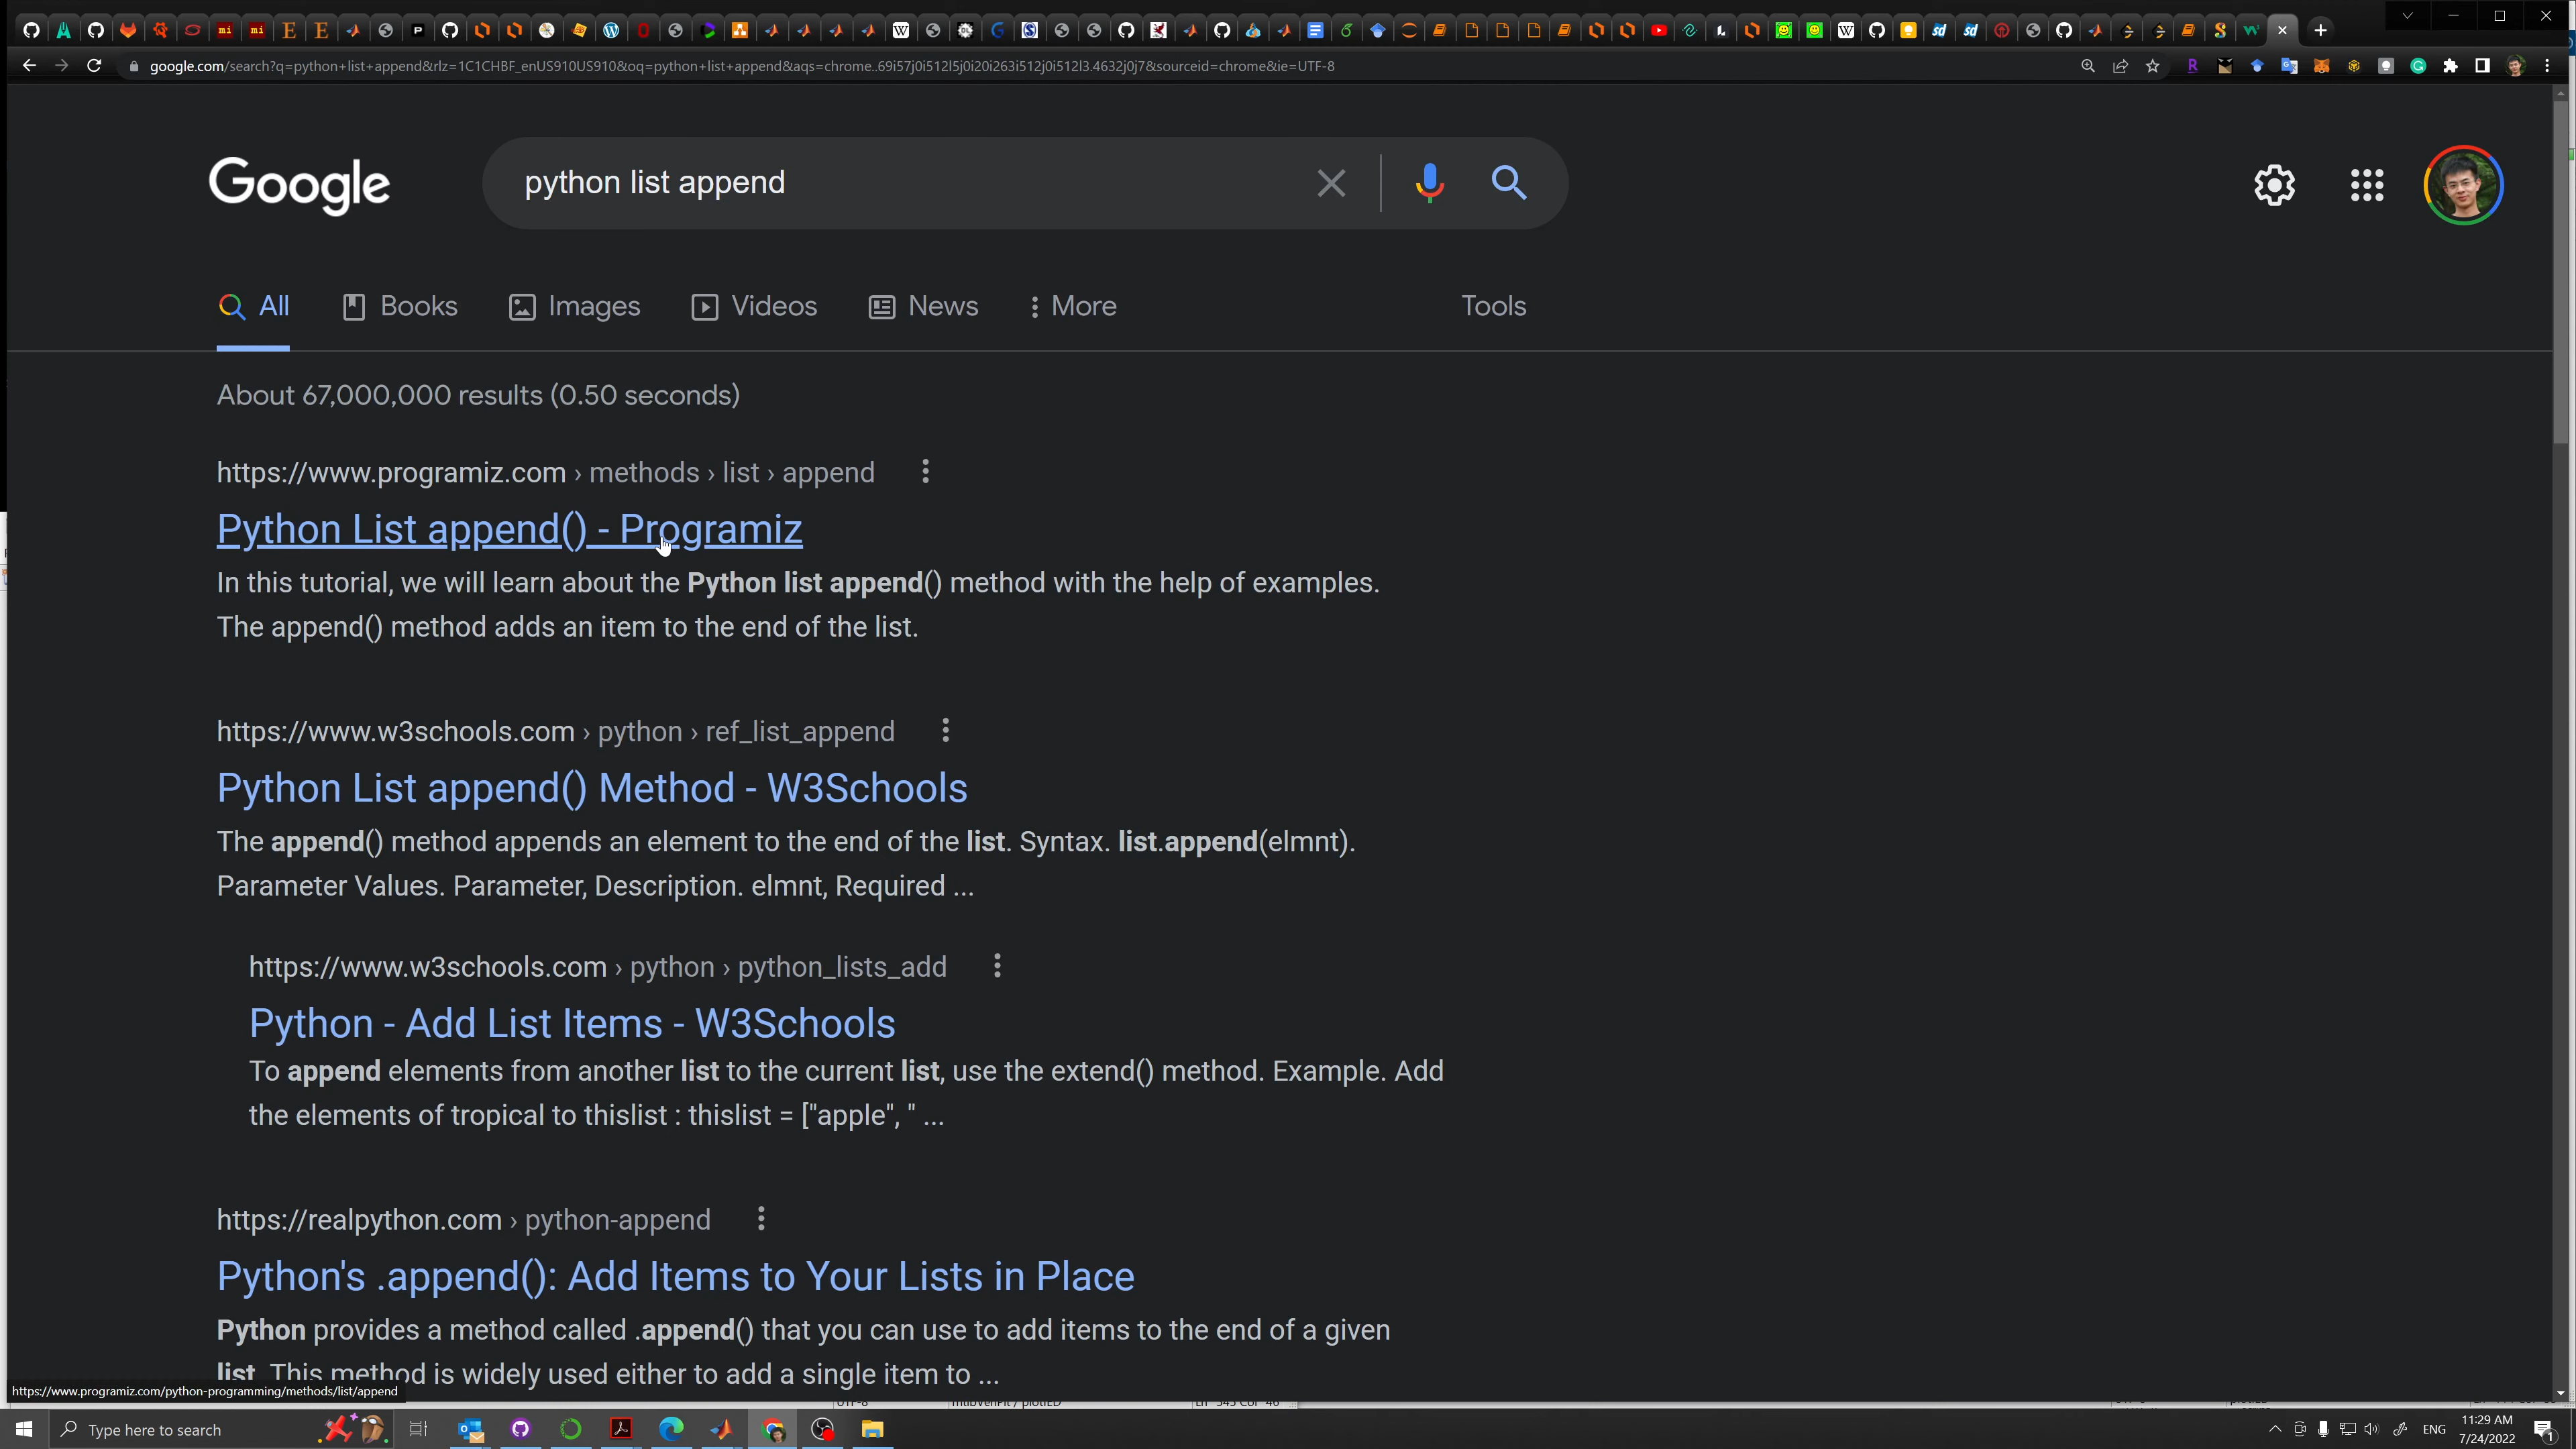 google.com/search?q=python+list+append&rlz=1C1CHBF_enUS910US910&oq=python+list+append&aqs=chrome..69i57j0i512l5j0i20i263i512j0i512l3.4632j0j7&sourceid=chrome&ie=UTF-8
Google
python list append
All Books Images Videos News More Tools
About 67,000,000 results (0.50 seconds)
https://www.programiz.com › methods › list › append
Python List append() - Programiz
In this tutorial, we will learn about the Python list append() method with the help of examples.
The append() method adds an item to the end of the list.
https://www.w3schools.com › python › ref_list_append
Python List append() Method - W3Schools
The append() method appends an element to the end of the list. Syntax. list.append(elmnt).
Parameter Values. Parameter, Description. elmnt, Required ...
https://www.w3schools.com › python › python_lists_add
Python - Add List Items - W3Schools
To append elements from another list to the current list, use the extend() method. Example. Add
the elements of tropical to thislist : thislist = ["apple", " ...
https://realpython.com › python-append
Python's .append(): Add Items to Your Lists in Place
Python provides a method called .append() that you can use to add items to the end of a given
list. This method is widely used either to add a single item to ...
https://www.programiz.com/python-programming/methods/list/append
Type here to search
ENG
11:29 AM
7/24/2022
1